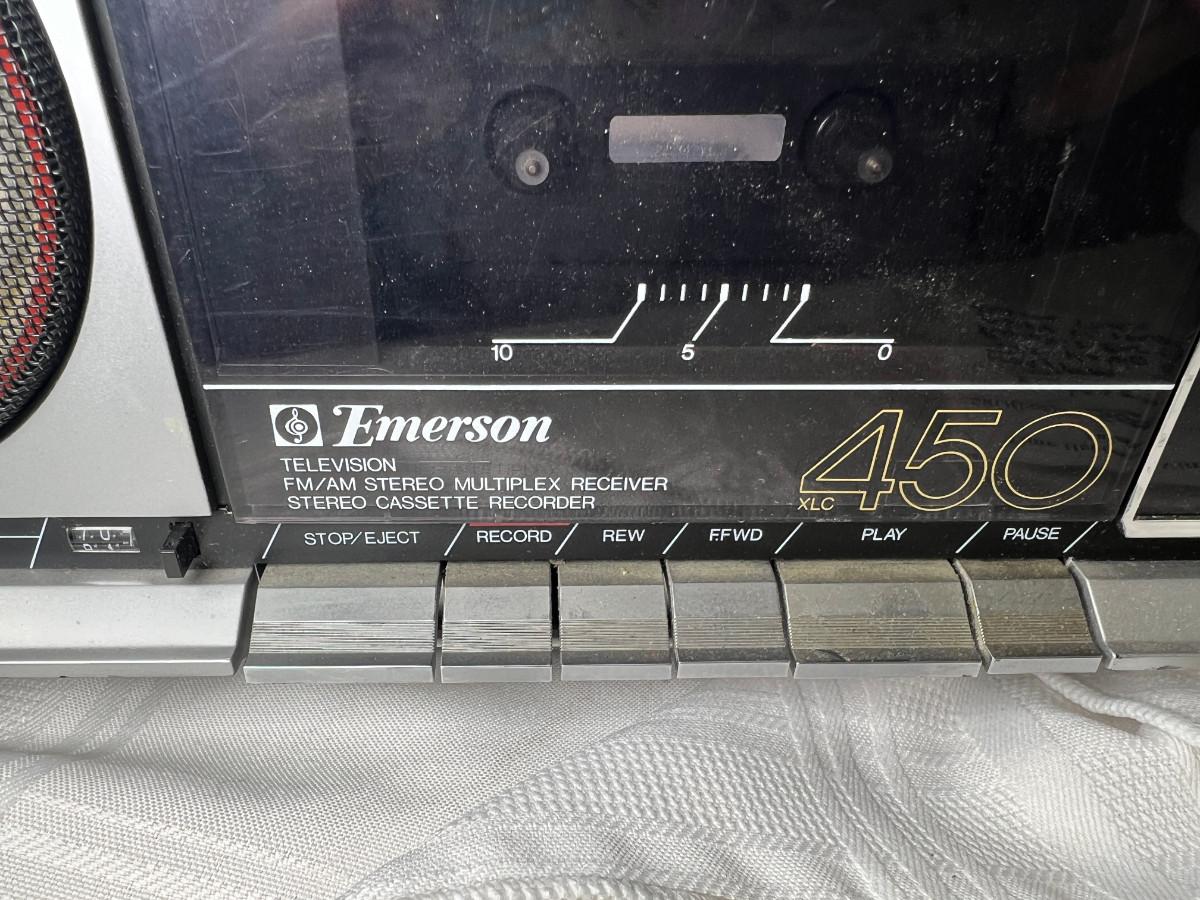 10 5 0
Emerson
TELEVISION
FM/AM STEREO MULTIPLEX RECEIVER
STEREO CASSETTE RECORDER
XLC 450
STOP/EJECT RECORD REW F.FWD PLAY PAUSE